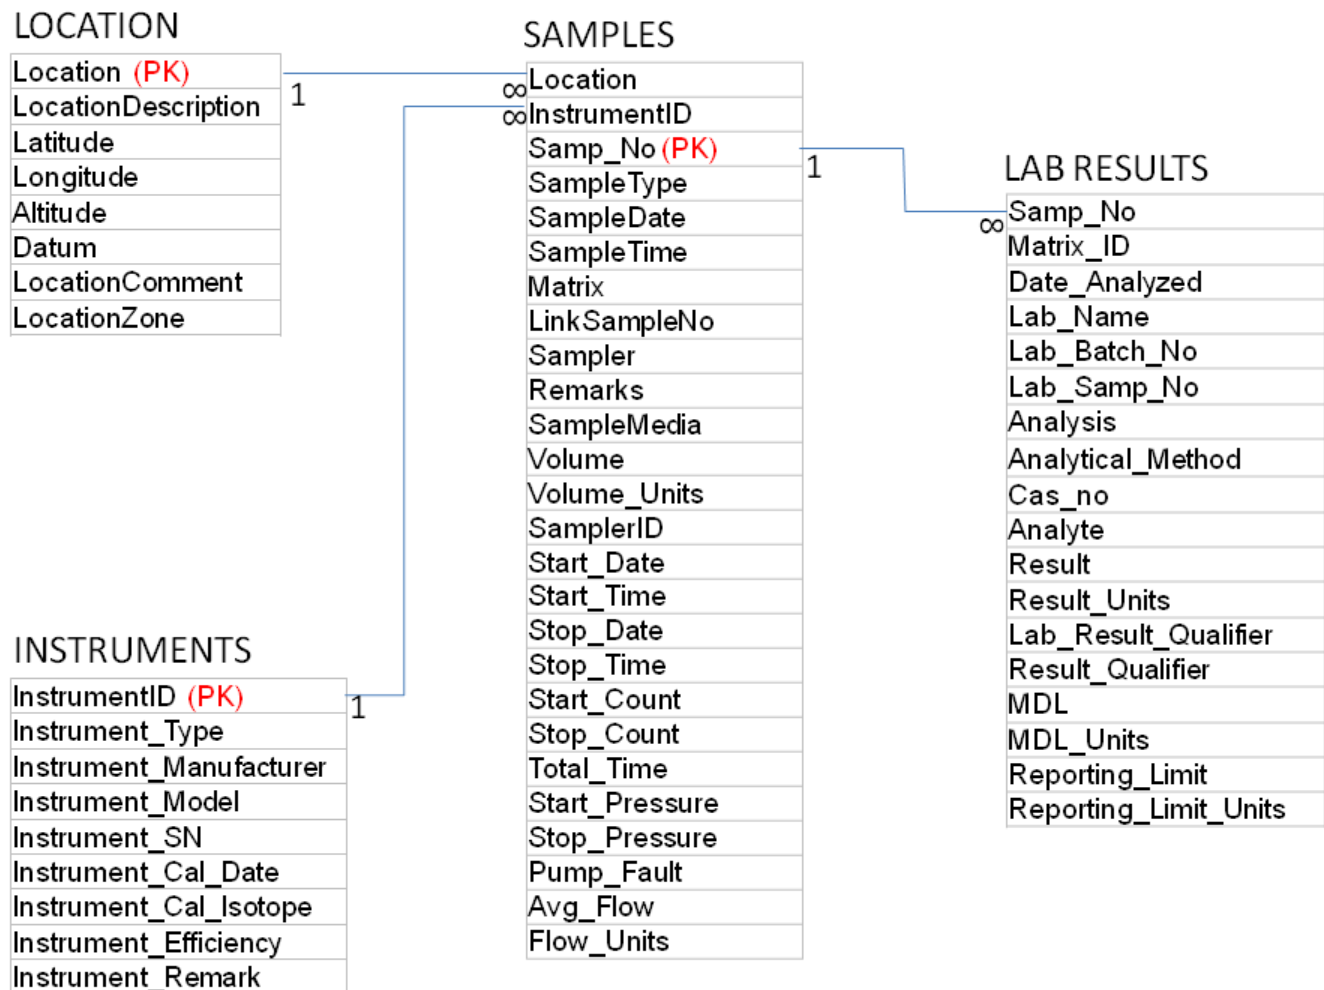 LOCATION
Location (PK)
LocationDescription
Latitude
Longitude
Altitude
Datum
LocationComment
LocationZone
1
∞
∞
SAMPLES
Location
InstrumentID
Samp_No (PK)
SampleType
SampleDate
SampleTime
Matrix
LinkSampleNo
Sampler
Remarks
SampleMedia
Volume
Volume_Units
SamplerID
Start_Date
Start_Time
Stop_Date
Stop_Time
Start_Count
Stop_Count
Total_Time
Start_Pressure
Stop_Pressure
Pump_Fault
Avg_Flow
Flow_Units
1
∞
LAB RESULTS
Samp_No
Matrix_ID
Date_Analyzed
Lab_Name
Lab_Batch_No
Lab_Samp_No
Analysis
Analytical_Method
Cas_no
Analyte
Result
Result_Units
Lab_Result_Qualifier
Result_Qualifier
MDL
MDL_Units
Reporting_Limit
Reporting_Limit_Units
INSTRUMENTS
InstrumentID (PK)
Instrument_Type
Instrument_Manufacturer
Instrument_Model
Instrument_SN
Instrument_Cal_Date
Instrument_Cal_Isotope
Instrument_Efficiency
Instrument_Remark
1